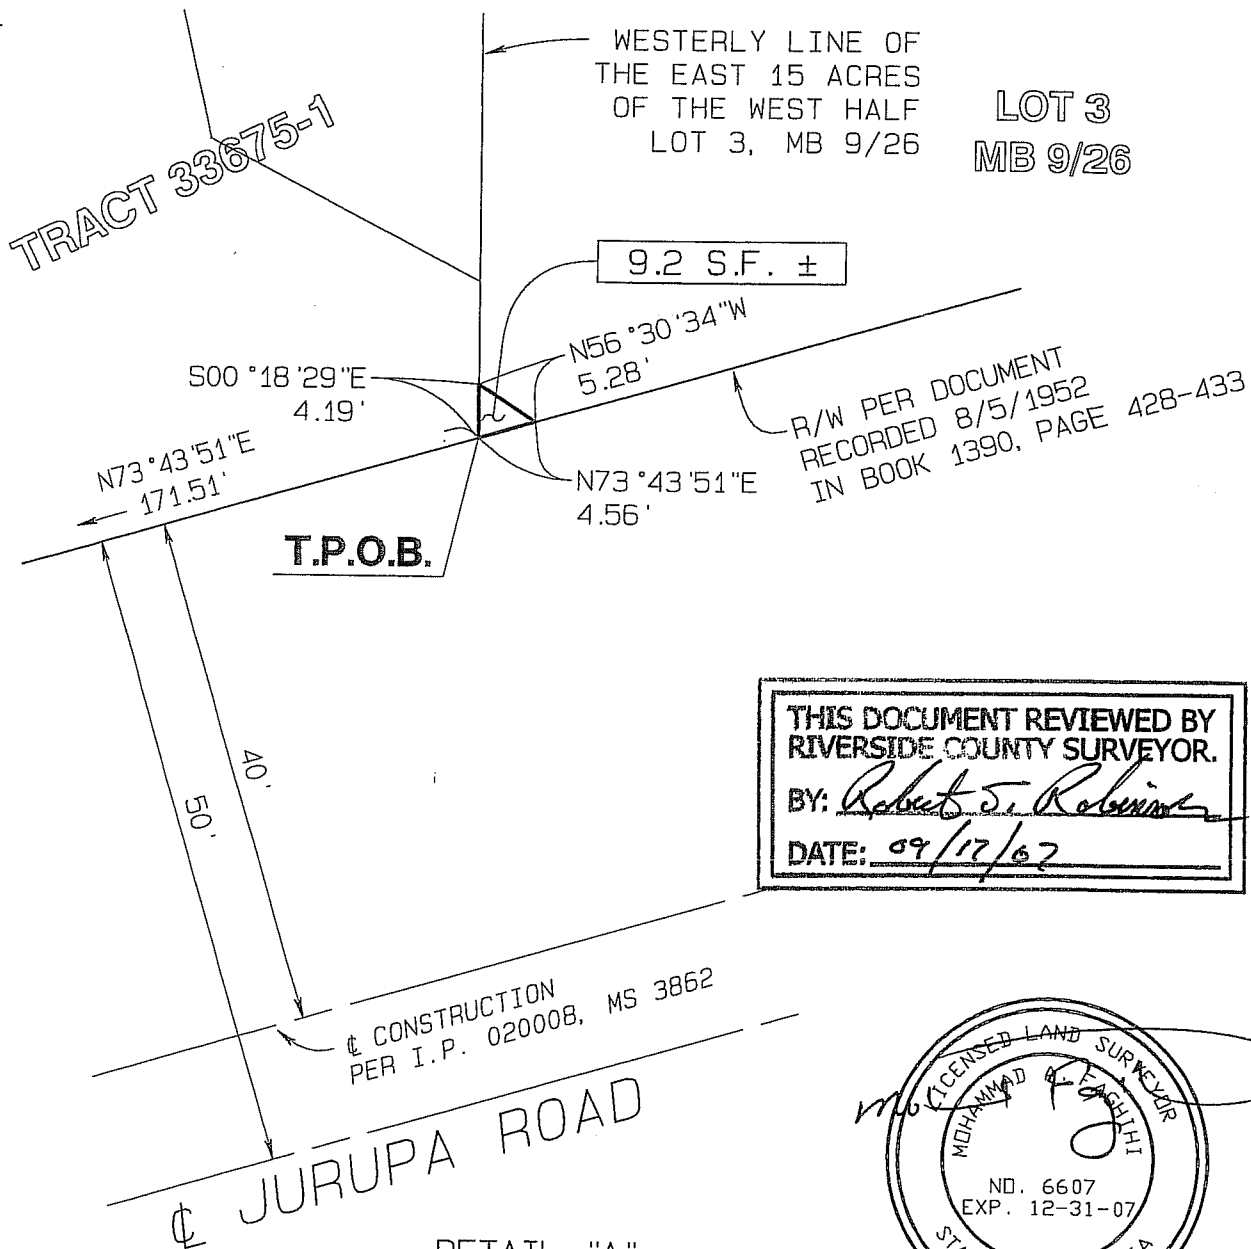 WESTERLY LINE OF
THE EAST 15 ACRES
OF THE WEST HALF
LOT 3, MB 9/26
LOT 3
MB 9/26
TRACT 33675-1
9.2 S.F. ±
S00°18'29"E
4.19'
N56°30'34"W
5.28'
R/W PER DOCUMENT
RECORDED 8/5/1952
IN BOOK 1390, PAGE 428-433
N73°43'51"E
171.51'
N73°43'51"E
4.56'
T.P.O.B.
40'
50'
THIS DOCUMENT REVIEWED BY
RIVERSIDE COUNTY SURVEYOR.
BY: Robert J. Robinson
DATE: 09/17/07
℄ CONSTRUCTION
PER I.P. 020008, MS 3862
℄ JURUPA ROAD
LICENSED LAND SURVEYOR
MOHAMMAD A. FAGHIHI
NO. 6607
EXP. 12-31-07
DETAIL "A"